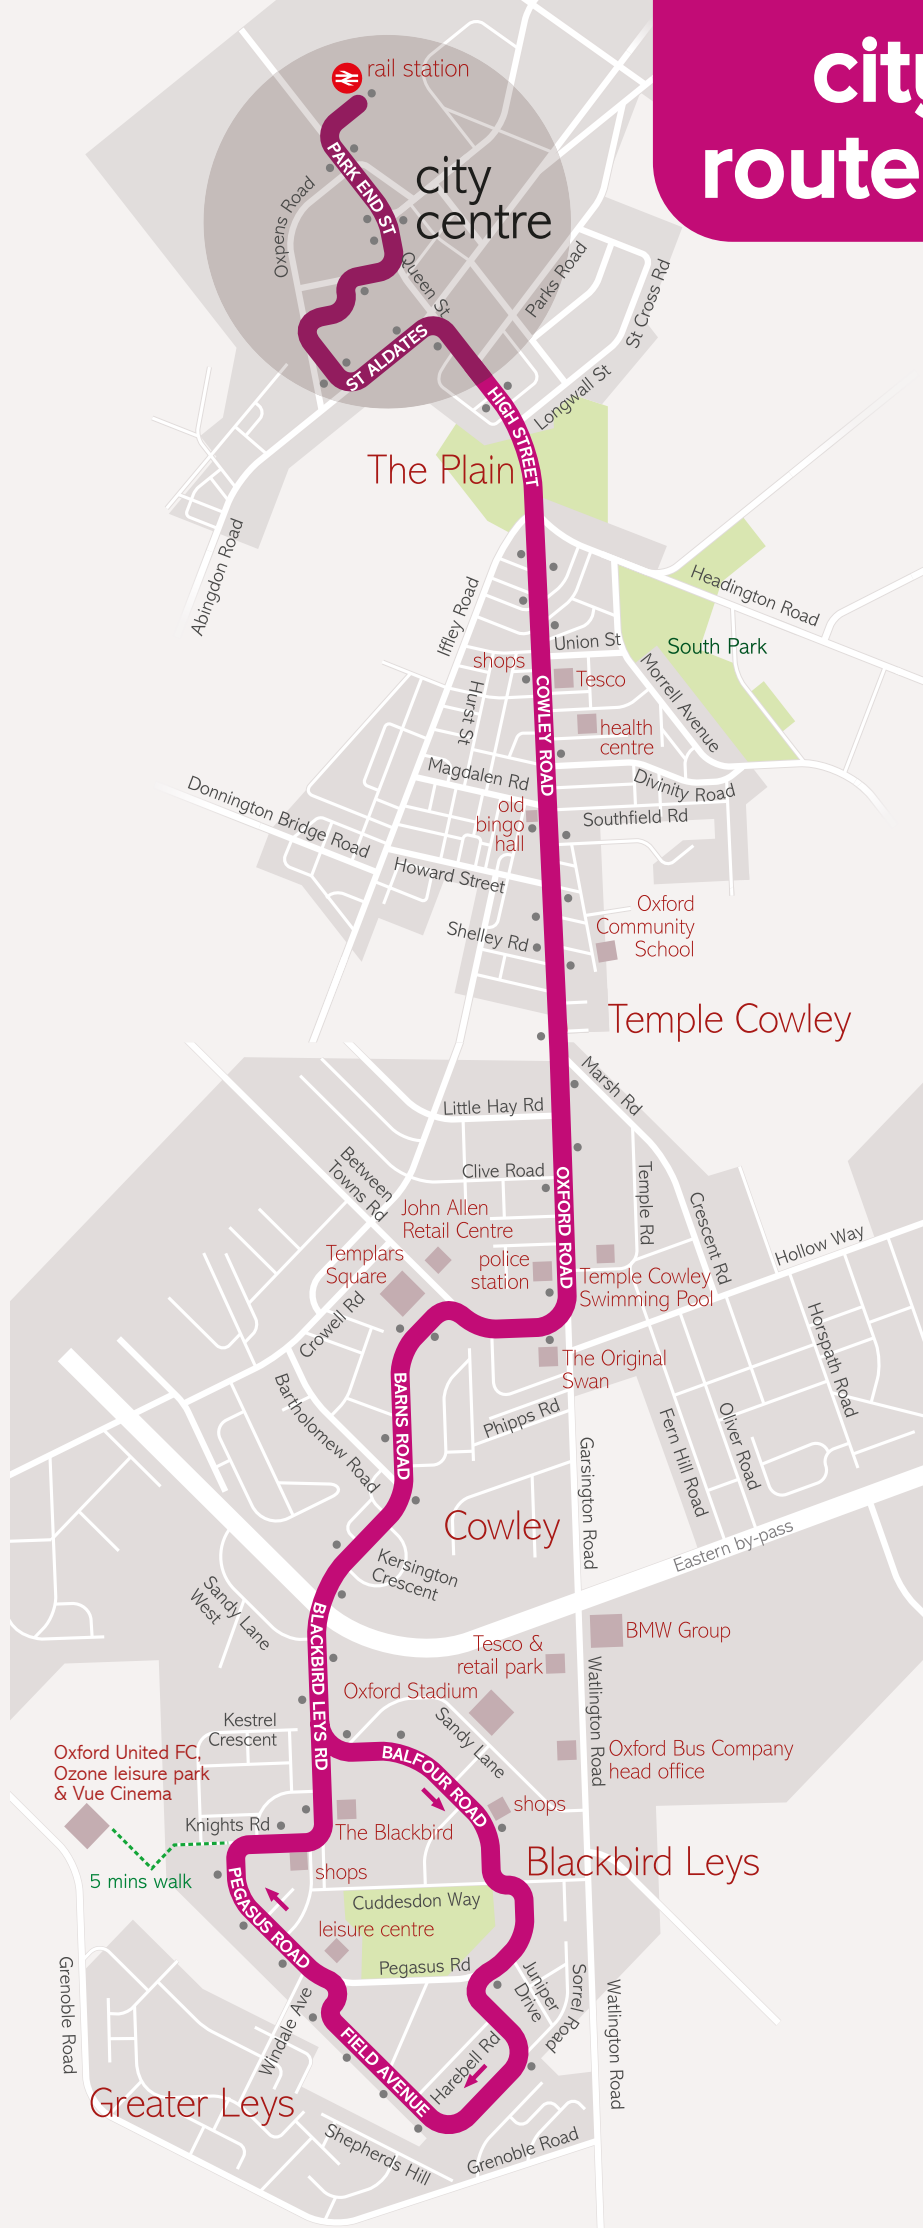 rail station
city
route
PARK END ST
city
centre
Oxpens Road
Queen St
Parks Road
St Cross Rd
ST ALDATES
Longwall St
HIGH STREET
The Plain
Abingdon Road
Iffley Road
Headington Road
Union St
South Park
shops
Tesco
Morrell Avenue
Hurst St
COWLEY ROAD
health
centre
Magdalen Rd
Divinity Road
Donnington Bridge Road
old
bingo
hall
Southfield Rd
Howard Street
Oxford
Community
School
Shelley Rd
Temple Cowley
Marsh Rd
Little Hay Rd
Between
Towns Rd
Clive Road
OXFORD ROAD
Temple Rd
Crescent Rd
John Allen
Retail Centre
Hollow Way
Templars
Square
police
station
Temple Cowley
Swimming Pool
Crowell Rd
Horspath Road
The Original
Swan
BARNS ROAD
Bartholomew Road
Phipps Rd
Fern Hill Road
Oliver Road
Garsington Road
Cowley
Eastern by-pass
Kersington
Crescent
Sandy Lane
West
BLACKBIRD LEYS RD
BMW Group
Tesco &
retail park
Watlington Road
Oxford Stadium
Sandy Lane
Kestrel
Crescent
Oxford United FC,
Ozone leisure park
& Vue Cinema
BALFOUR ROAD
Oxford Bus Company
head office
shops
Knights Rd
The Blackbird
Blackbird Leys
5 mins walk
shops
PEGASUS ROAD
Cuddesdon Way
leisure centre
Pegasus Rd
Juniper
Drive
Sorrel Road
Watlington Road
Grenoble Road
Windale Ave
FIELD AVENUE
Harebell Rd
Greater Leys
Shepherds Hill
Grenoble Road